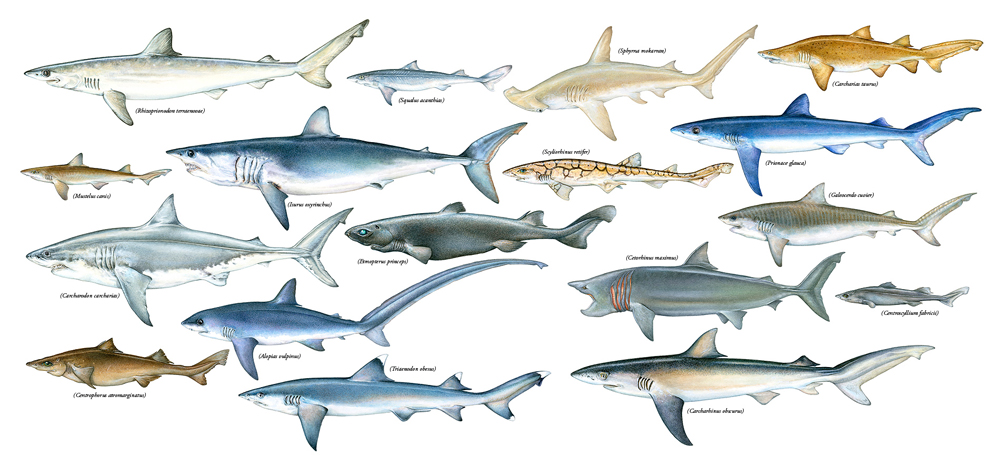 (Rhizoprionodon terraenovae)
(Squalus acanthias)
(Sphyrna mokarran)
(Carcharias taurus)
(Mustelus canis)
(Isurus oxyrinchus)
(Scyliorhinus retifer)
(Prionace glauca)
(Galeocerdo cuvier)
(Carcharodon carcharias)
(Etmopterus princeps)
(Cetorhinus maximus)
(Centroscyllium fabricii)
(Alopias vulpinus)
(Centrophorus atromarginatus)
(Triaenodon obesus)
(Carcharhinus obscurus)